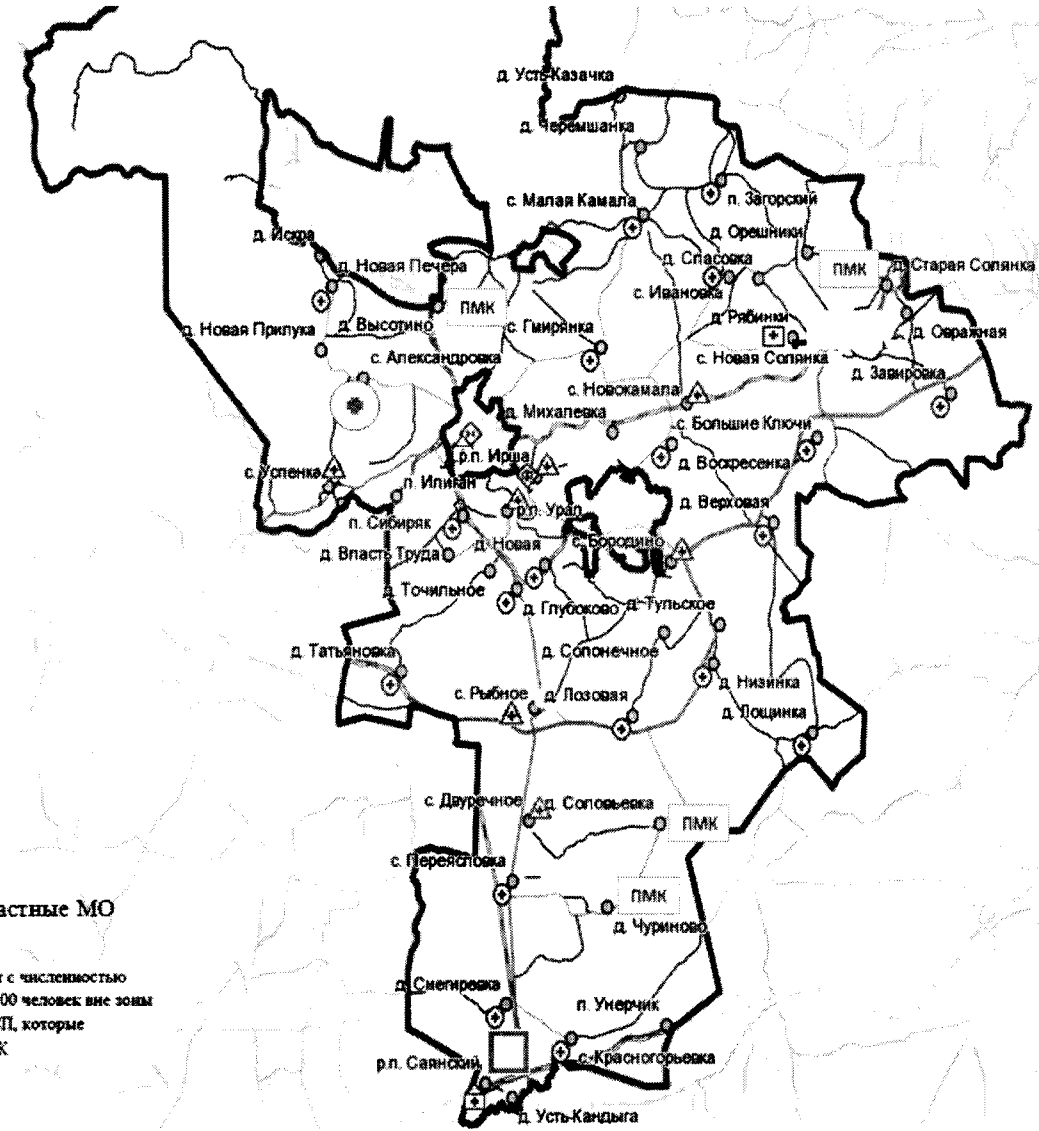 д. Усть-Казачка
д. Черемшанка
с. Малая Камала
п. Загорский
д. Орешники
д. Искра
д. Спасовка
ПМК
д. Старая Солянка
д. Новая Печера
с. Ивановка
ПМК
д. Новая Прилука
д. Высотино
с. Гмирянка
д. Рябинки
д. Овражная
с. Александровка
с. Новая Солянка
д. Завировка
с. Новокамала
д. Михалевка
с. Большие Ключи
р.п. Ирша
д. Воскресенка
с. Успенка
п. Илиган
р.п. Урал
д. Верховая
п. Сибиряк
д. Новая
с. Бородино
д. Власть Труда
д. Точильное
д. Глубоково
д. Тульское
д. Татьяновка
д. Солонечное
с. Рыбное
д. Лозовая
д. Низинка
д. Лощинка
с. Двуречное
д. Соловьевка
ПМК
с. Переясловка
ПМК
д. Чуриново
астные МО
д. Снегиревка
с численностью
00 человек вне зоны
п. Унерчик
П, которые
К
р.п. Саянский
с. Красногорьевка
д. Усть-Кандыга